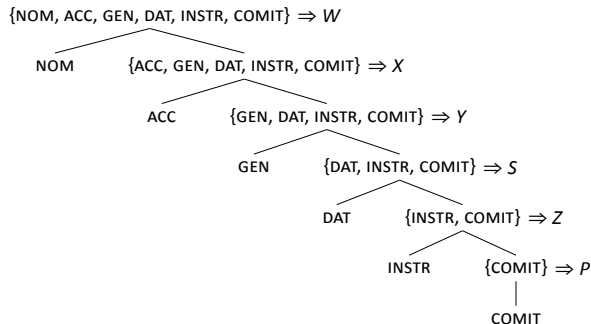 {NOM, ACC, GEN, DAT, INSTR, COMIT} ⇒ W
NOM {ACC, GEN, DAT, INSTR, COMIT} ⇒ X
ACC {GEN, DAT, INSTR, COMIT} ⇒ Y
GEN {DAT, INSTR, COMIT} ⇒ S
DAT {INSTR, COMIT} ⇒ Z
INSTR {COMIT} ⇒ P
COMIT